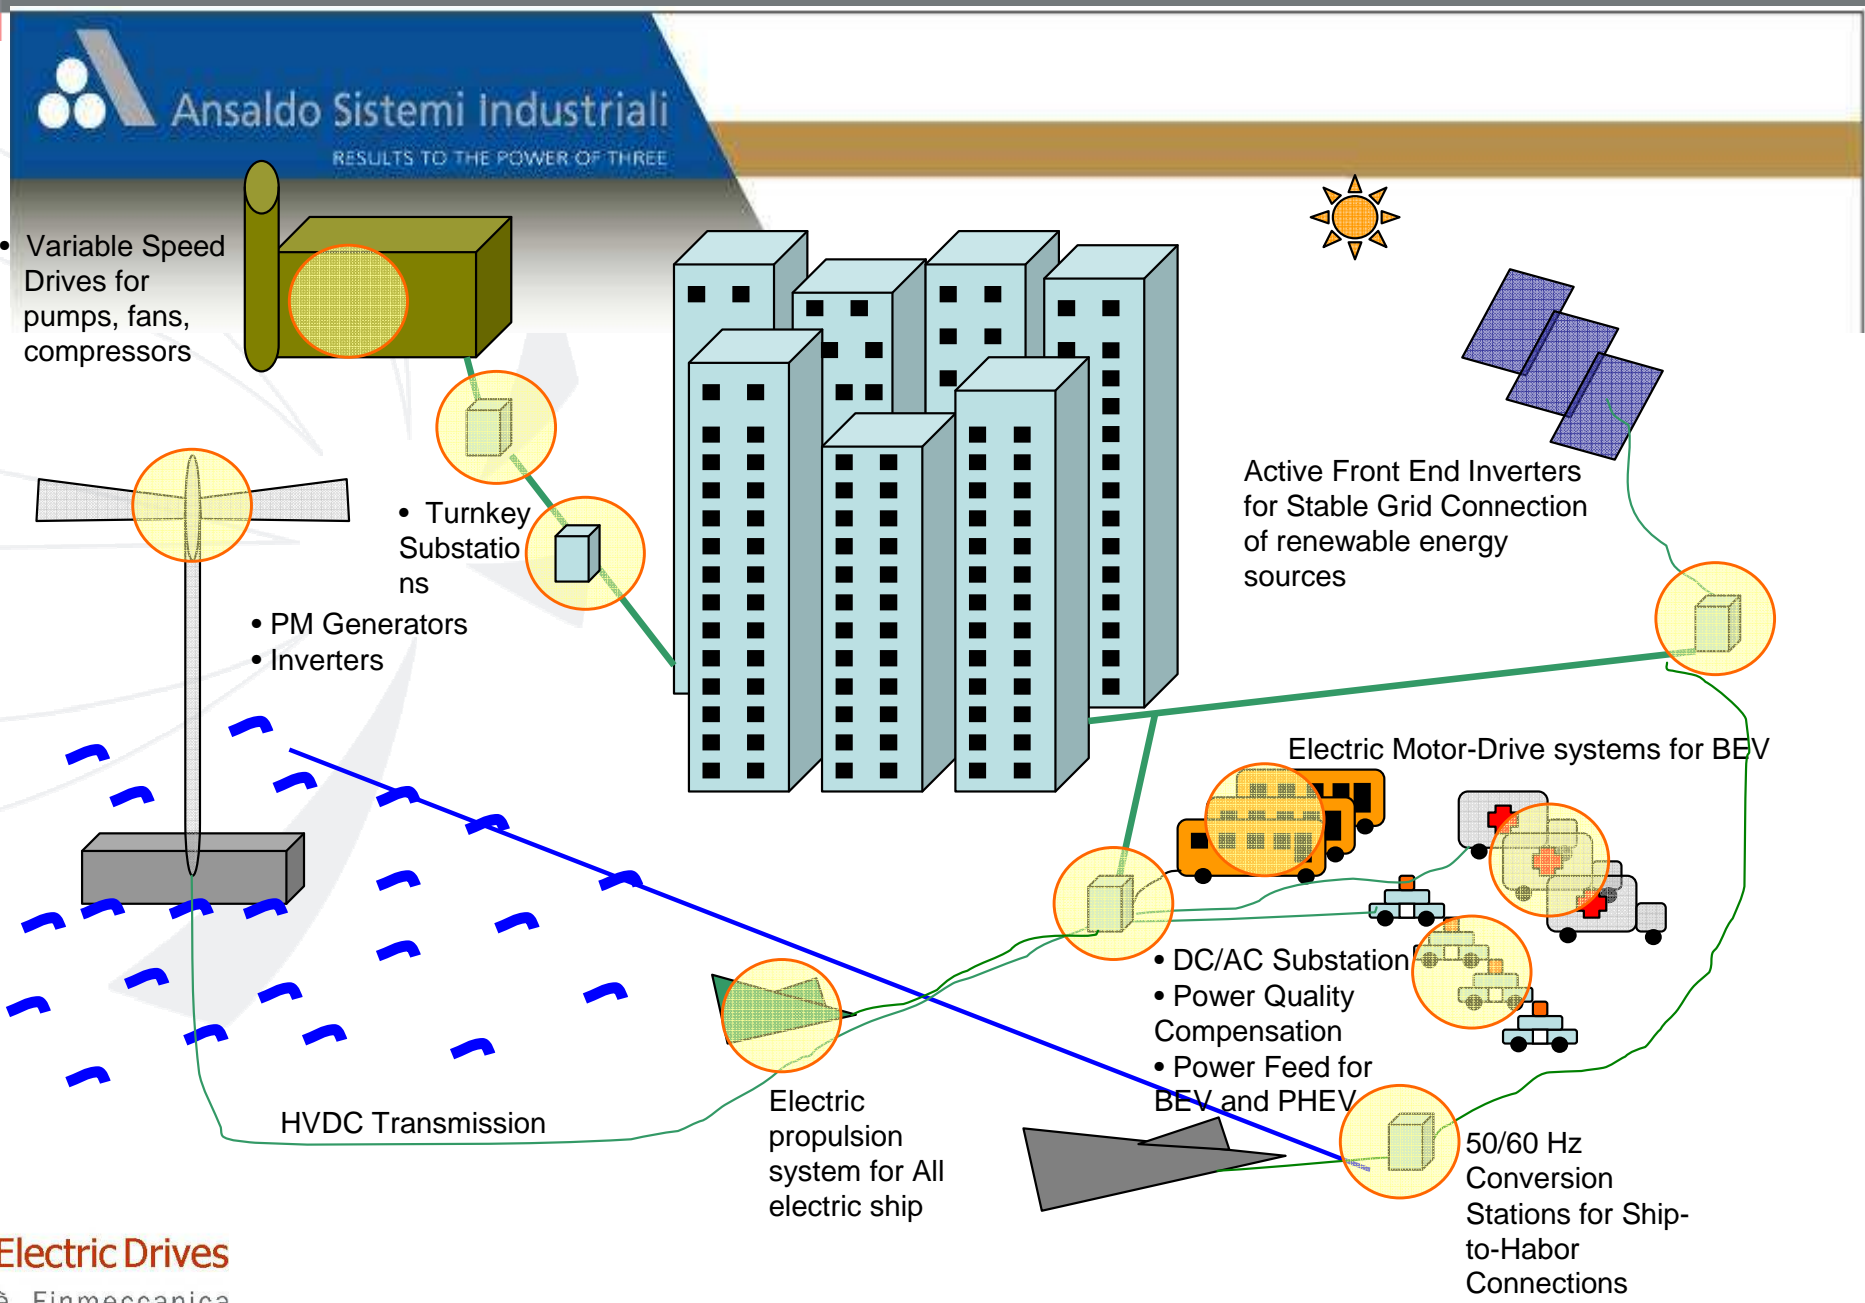 Ansaldo Sistemi Industriali
RESULTS TO THE POWER OF THREE
• Variable Speed
Drives for
pumps, fans,
compressors
• Turnkey
Substatio
ns
• PM Generators
• Inverters
Active Front End Inverters
for Stable Grid Connection
of renewable energy
sources
Electric Motor-Drive systems for BEV
• DC/AC Substation
• Power Quality
Compensation
• Power Feed for
BEV and PHEV
HVDC Transmission
Electric
propulsion
system for All
electric ship
50/60 Hz
Conversion
Stations for Ship-
to-Habor
Connections
Electric Drives
Finmeccanica